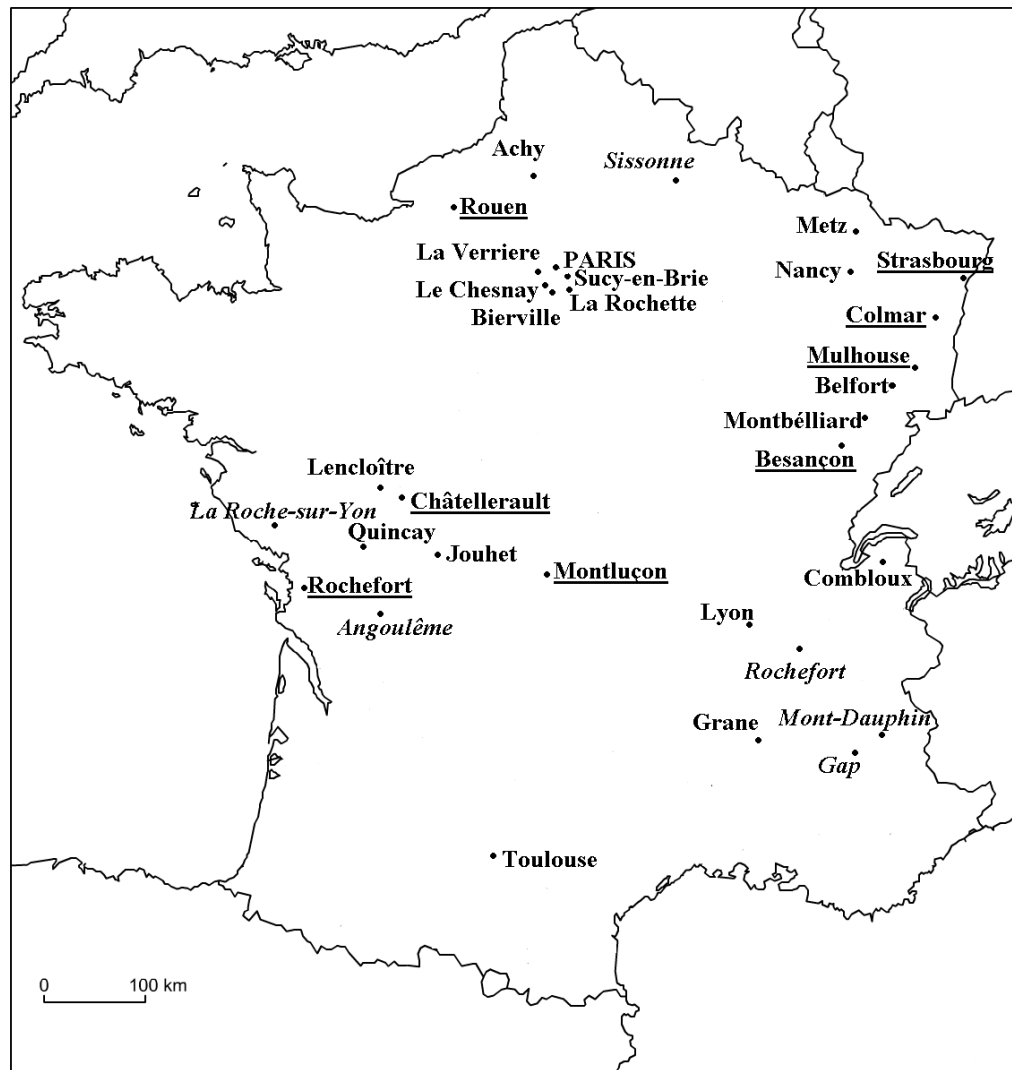 Achy
Sissonne
Rouen
Metz
La Verriere
PARIS
Nancy
Strasbourg
Sucy-en-Brie
Le Chesnay
La Rochette
Bierville
Colmar
Mulhouse
Belfort
Montbélliard
Besançon
Lencloître
Châtellerault
La Roche-sur-Yon
Quincay
Jouhet
Montluçon
Combloux
Rochefort
Lyon
Angoulême
Rochefort
Grane
Mont-Dauphin
Gap
Toulouse
0 100 km